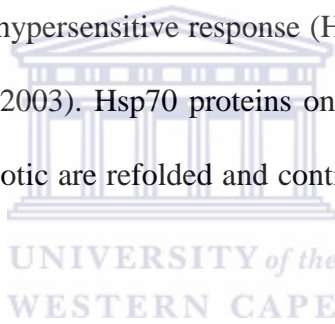 hypersensitive response (H
2003). Hsp70 proteins on
otic are refolded and cont
UNIVERSITY of the
WESTERN CAPE